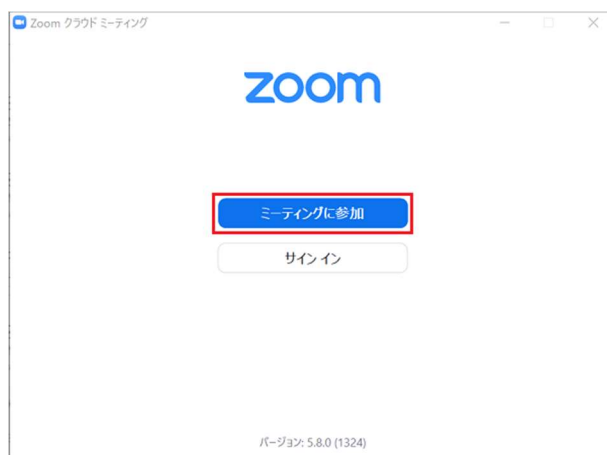 Zoom クラウド ミーティング
zoom
ミーティングに参加
サイン イン
バージョン: 5.8.0 (1324)